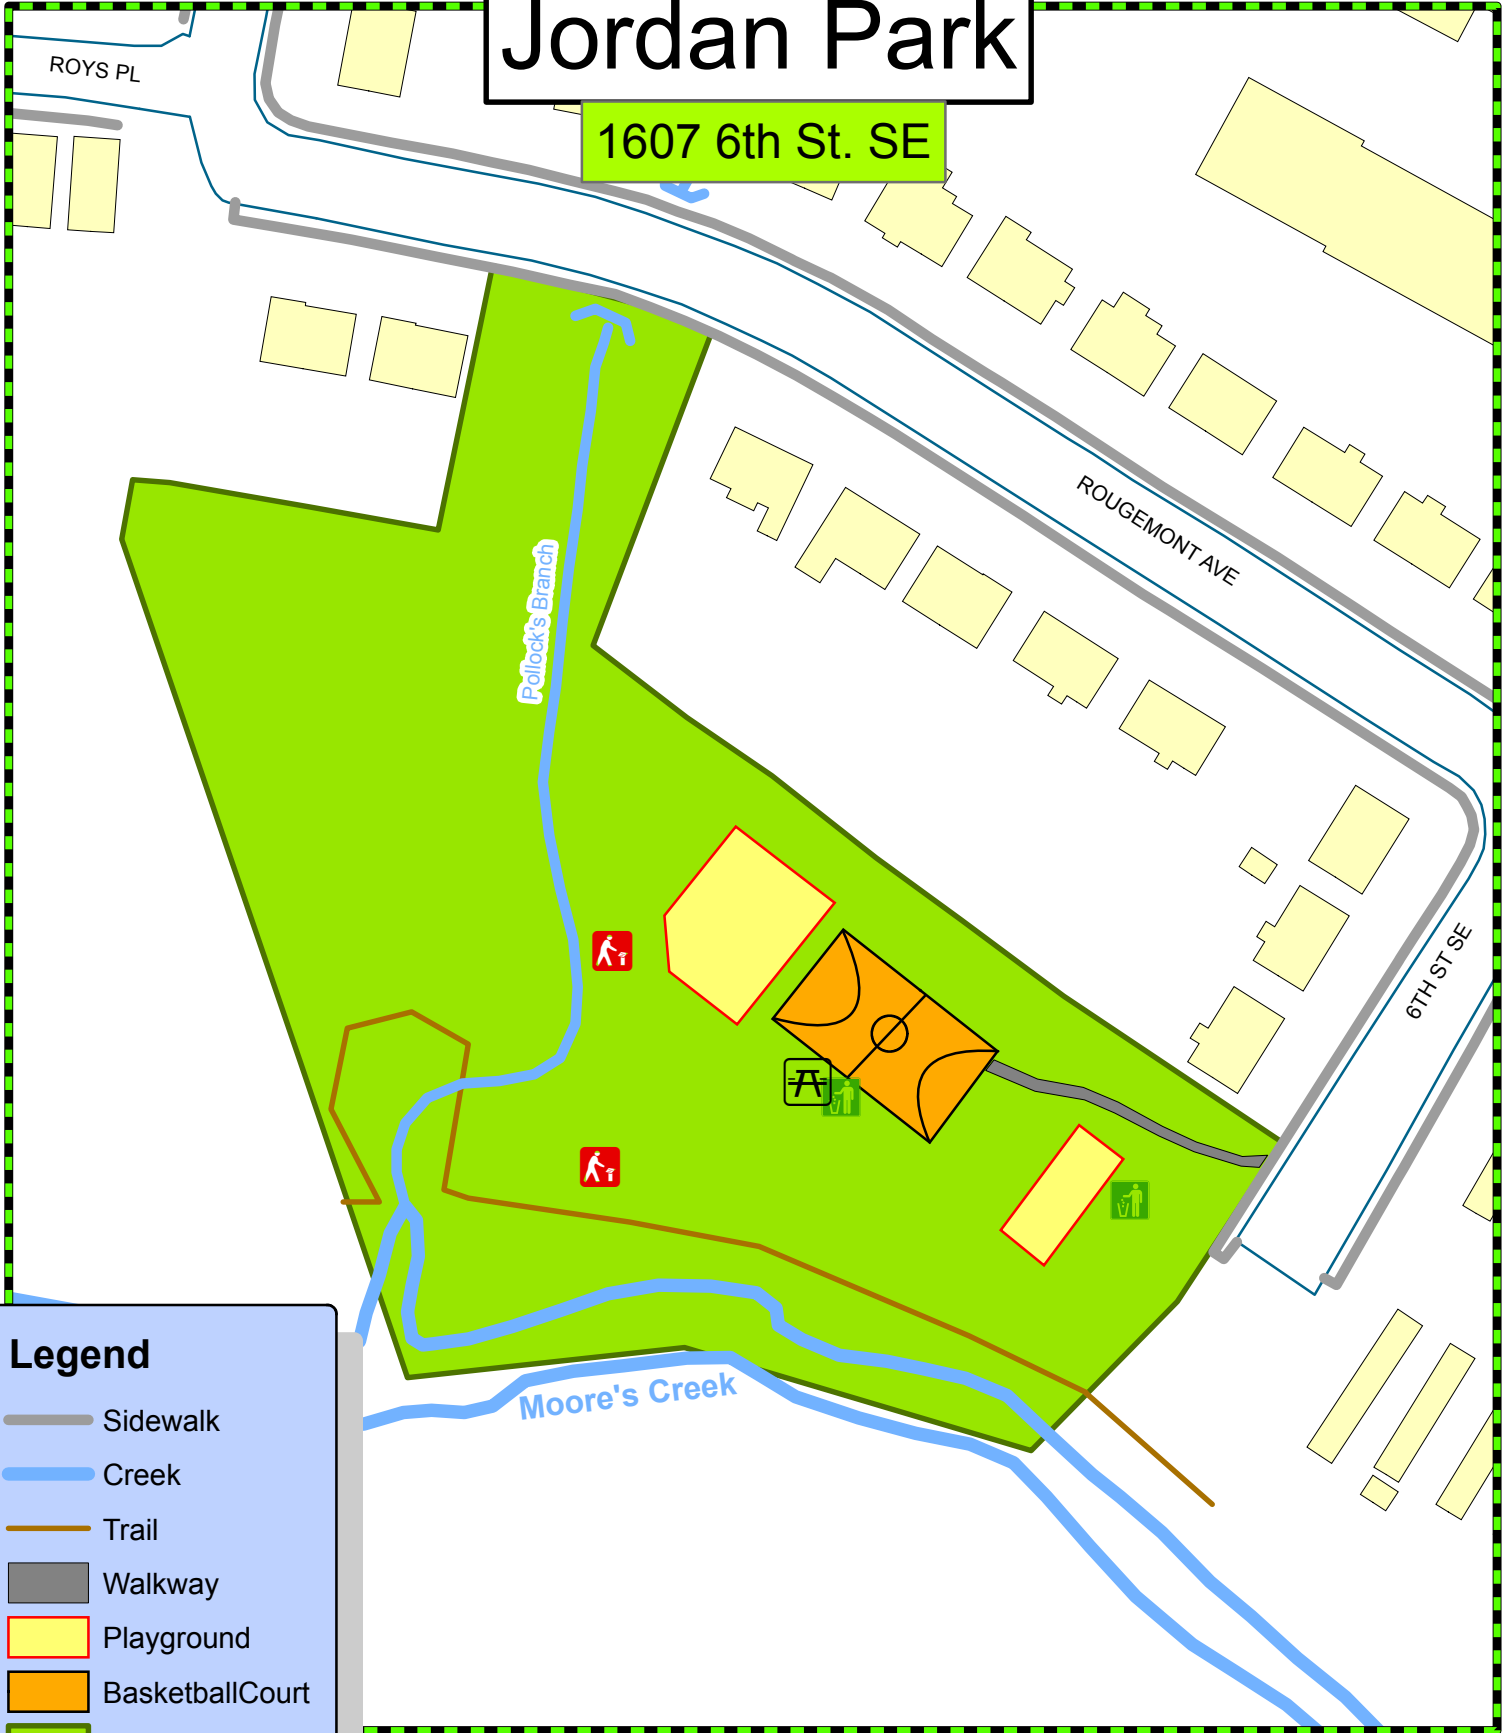 Jordan Park
1607 6th St. SE
ROYS PL
ROUGEMONT AVE
Pollock's Branch
6TH ST SE
Moore's Creek
Legend
Sidewalk
Creek
Trail
Walkway
Playground
BasketballCourt